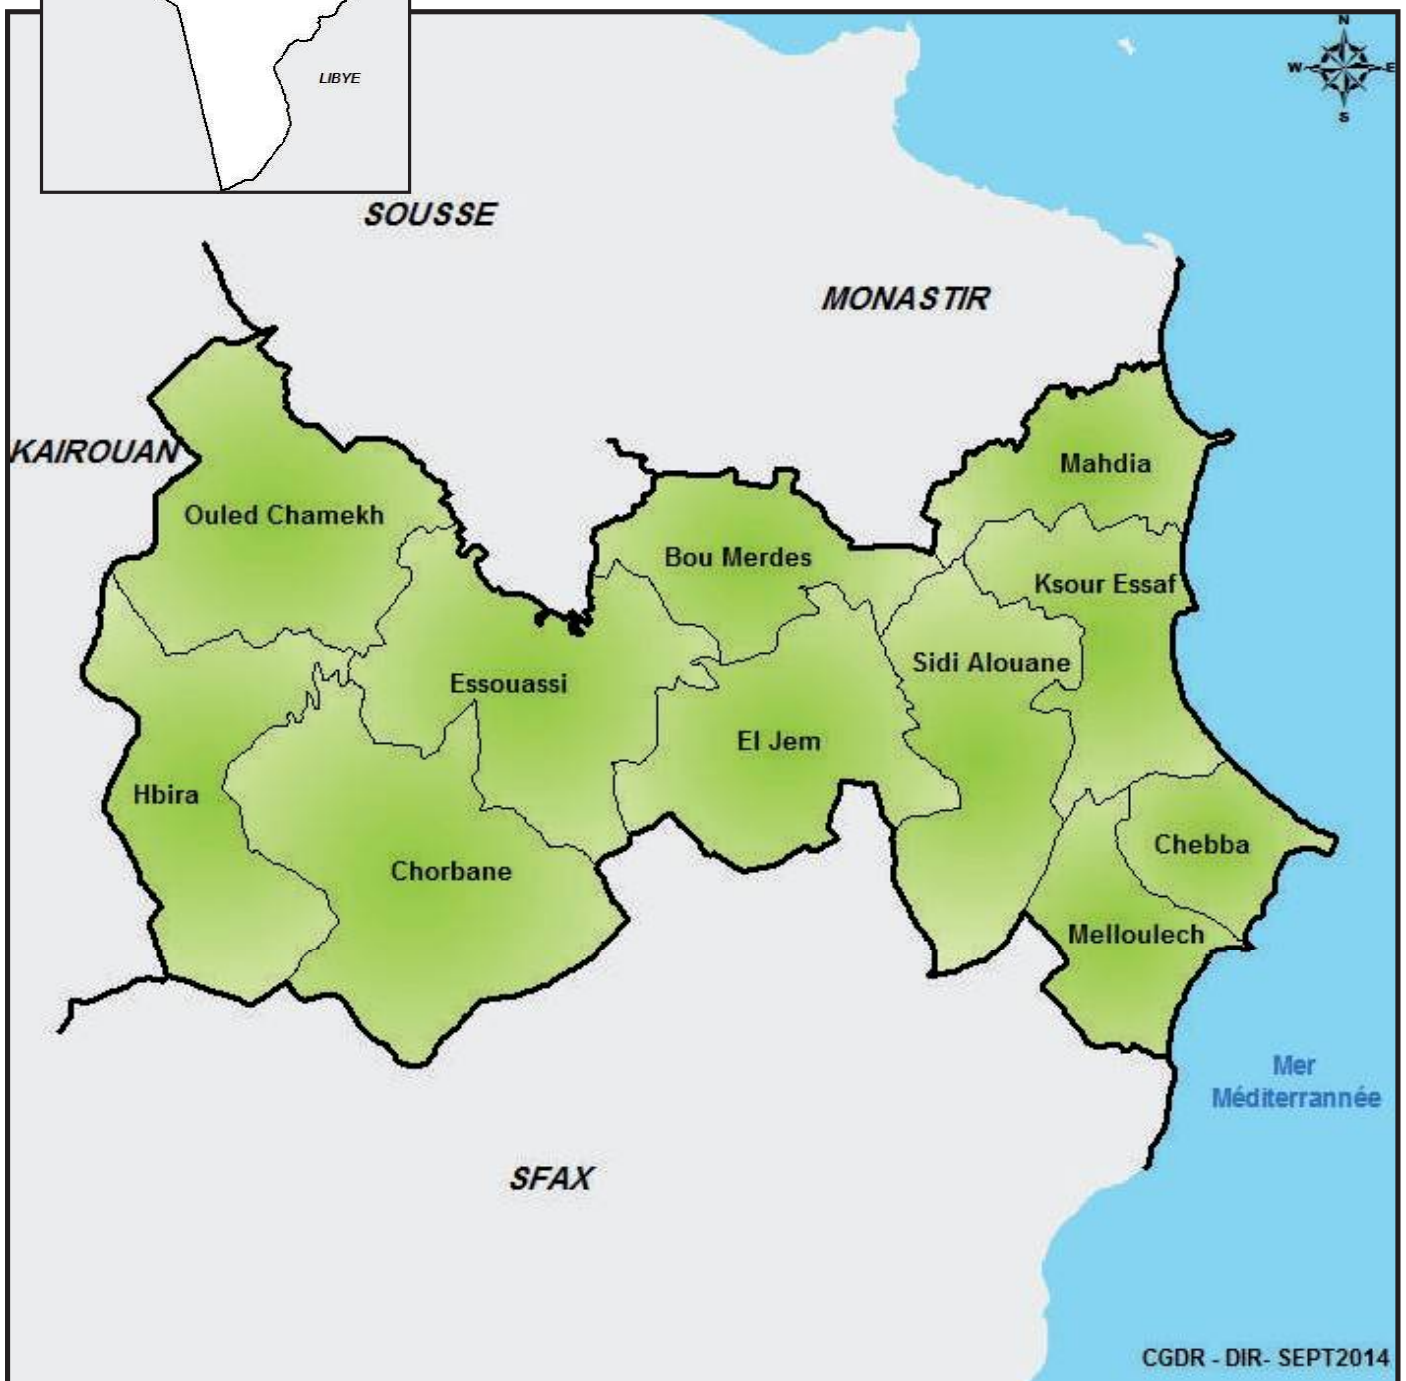 N
W E
S
LIBYE
SOUSSE
MONASTIR
KAIROUAN
Mahdia
Ouled Chamekh
Bou Merdes
Ksour Essaf
Sidi Alouane
Essouassi
El Jem
Hbira
Chebba
Chorbane
Melloulech
Mer
Méditerrannée
SFAX
CGDR - DIR- SEPT2014